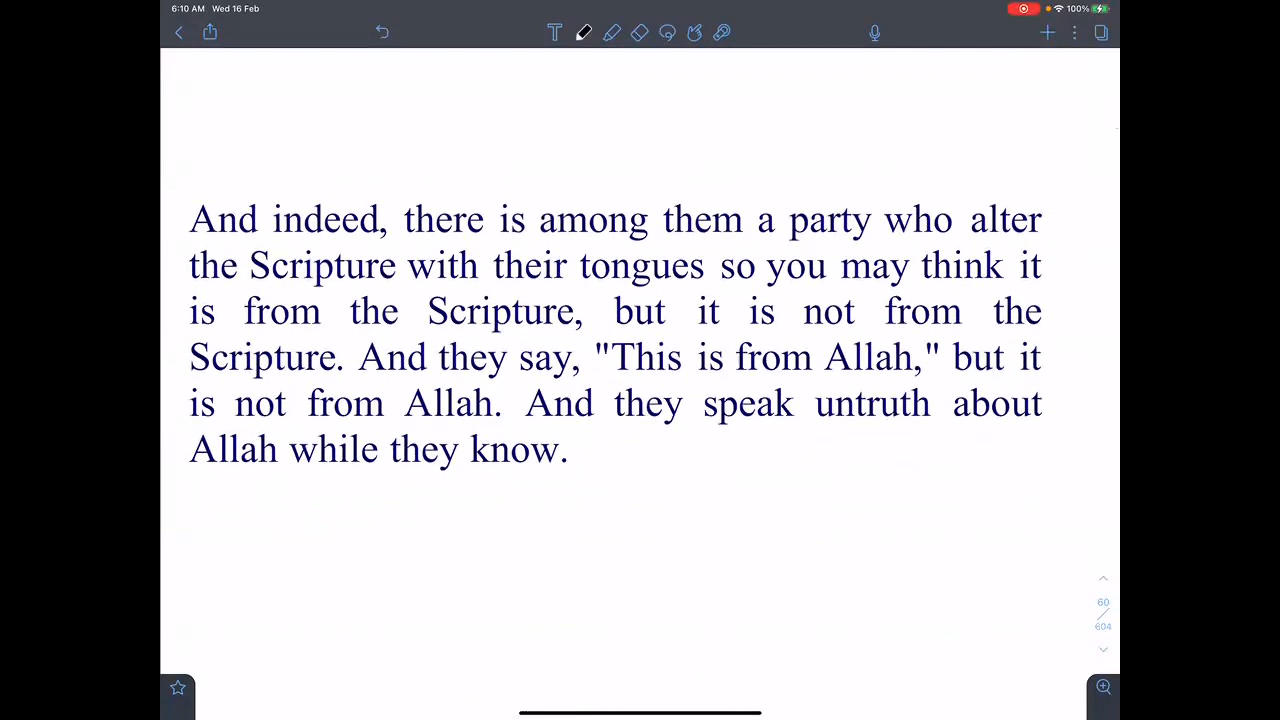 6:10 AM Wed 16 Feb
100%
And indeed, there is among them a party who alter
the Scripture with their tongues so you may think it
is from the Scripture, but it is not from the
Scripture. And they say, "This is from Allah," but it
is not from Allah. And they speak untruth about
Allah while they know.
60
604